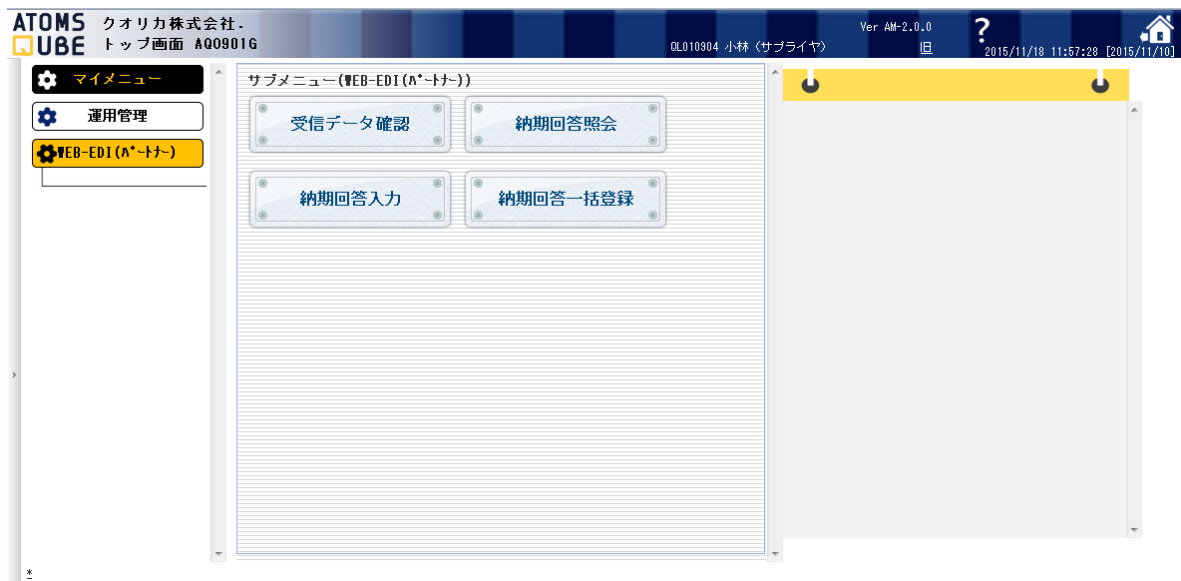 ATOMS クオリカ株式会社.
QUBE トップ画面 AQ0901G
Ver AM-2.0.0
QL010904 小林 (サプライヤ) 旧
?
2015/11/18 11:57:28 [2015/11/10]
マイメニュー
運用管理
WEB-EDI(ﾊﾟｰﾄﾅｰ)
サブメニュー(WEB-EDI(ﾊﾟｰﾄﾅｰ))
受信データ確認 納期回答照会
納期回答入力 納期回答一括登録
*